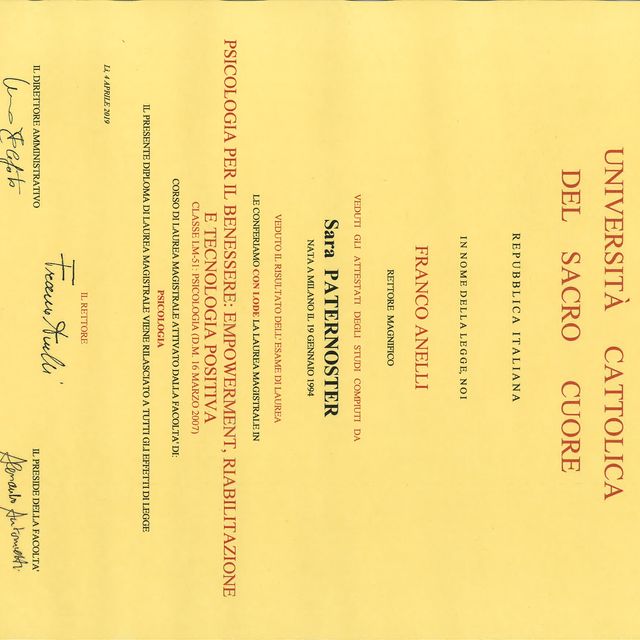 UNIVERSITÀ CATTOLICA
DEL SACRO CUORE
REPUBBLICA ITALIANA
IN NOME DELLA LEGGE, NOI
FRANCO ANELLI
RETTORE MAGNIFICO
VEDUTI GLI ATTESTATI DEGLI STUDI COMPIUTI DA
Sara PATERNOSTER
NATA A MILANO IL 19 GENNAIO 1994
VEDUTO IL RISULTATO DELL'ESAME DI LAUREA
LE CONFERIAMO CON LODE LA LAUREA MAGISTRALE IN
PSICOLOGIA PER IL BENESSERE: EMPOWERMENT, RIABILITAZIONE
E TECNOLOGIA POSITIVA
CLASSE LM-51: PSICOLOGIA (D.M. 16 MARZO 2007)
CORSO DI LAUREA MAGISTRALE ATTIVATO DALLA FACOLTA' DI:
PSICOLOGIA
IL PRESENTE DIPLOMA DI LAUREA MAGISTRALE VIENE RILASCIATO A TUTTI GLI EFFETTI DI LEGGE
Lì, 4 APRILE 2019
IL RETTORE
Franco Anelli
IL DIRETTORE AMMINISTRATIVO
IL PRESIDE DELLA FACOLTA'